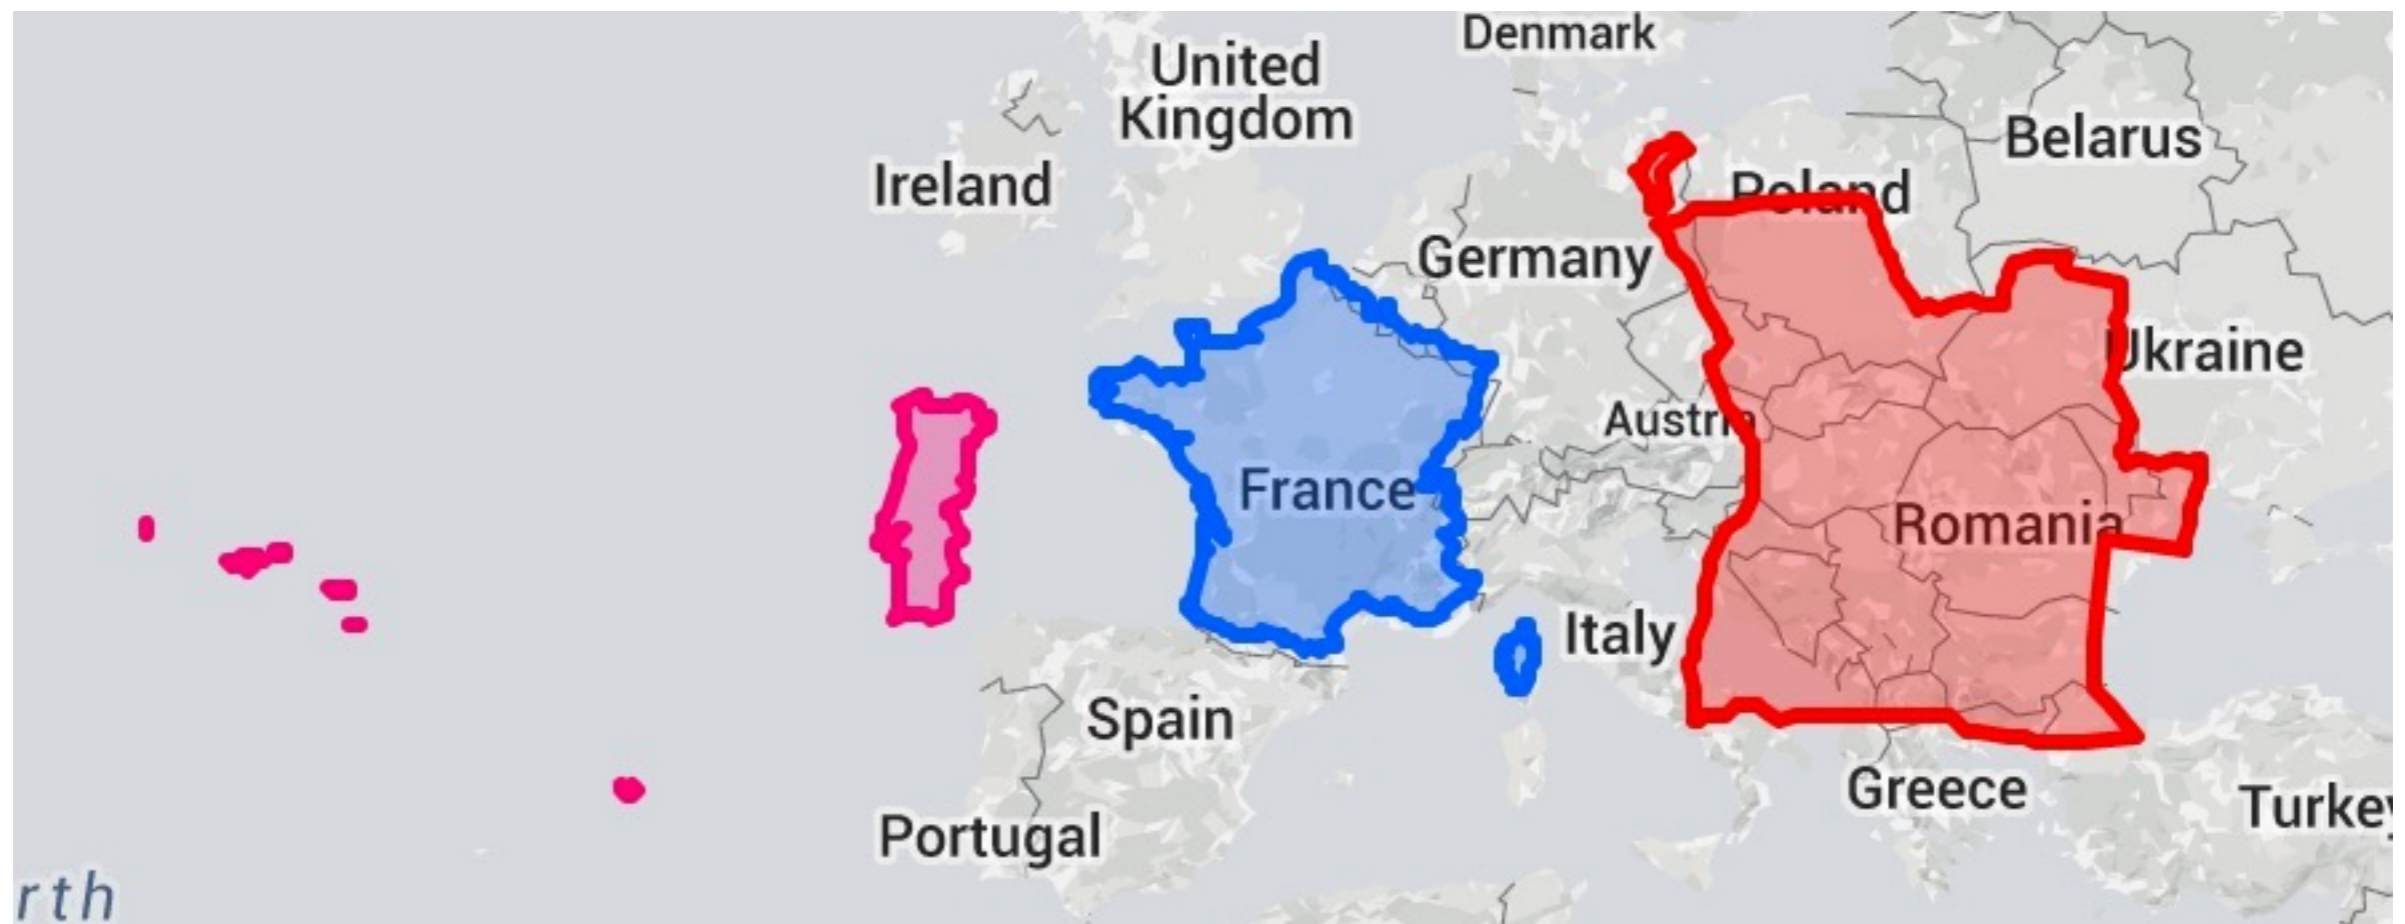 Denmark
United
Kingdom
Belarus
Ireland
Poland
Germany
Ukraine
Austria
France
Romania
Italy
Spain
Greece
Turkey
Portugal
rth